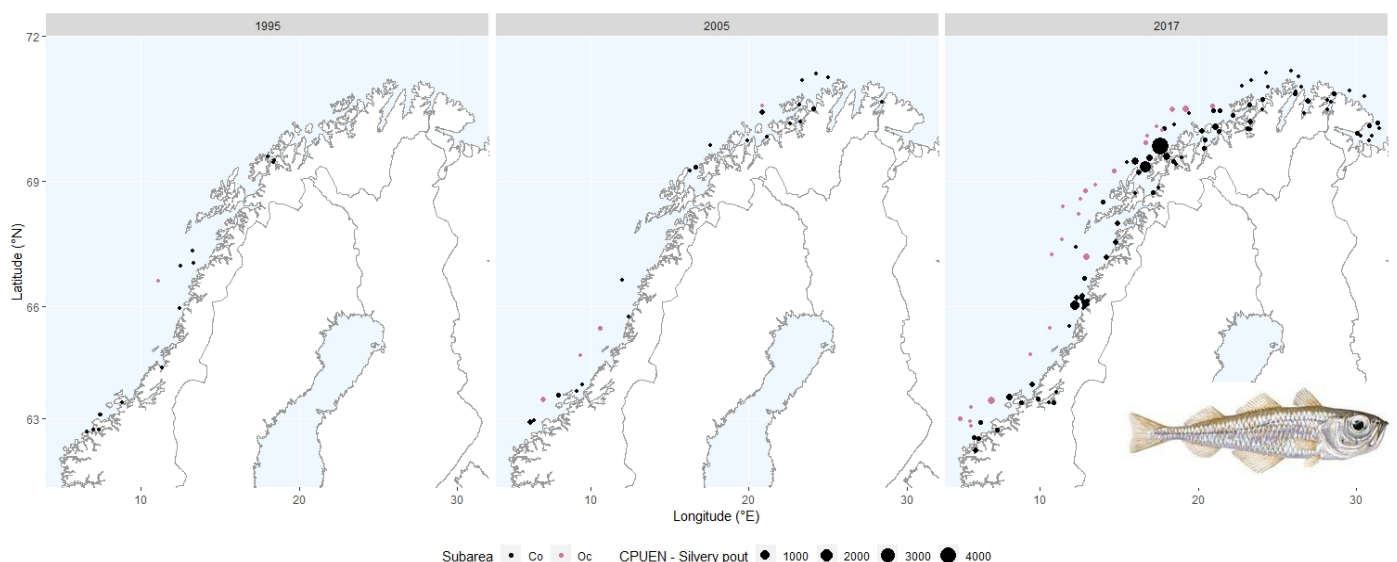 1995 2005 2017
72
69
66
63
Latitude (°N)
10 20 30 10 20 30 10 20 30
Longitude (°E)
Subarea Co Oc CPUEN - Silvery pout 1000 2000 3000 4000